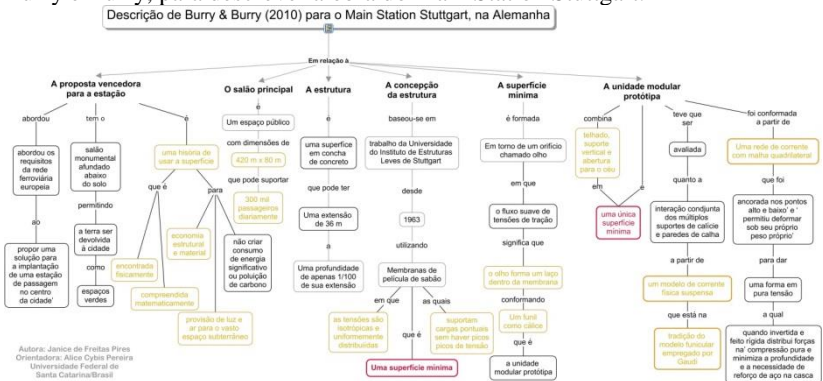 Descrição de Burry & Burry (2010) para o Main Station Stuttgart, na Alemanha
Em relação à
A proposta vencedora
para a estação
abordou
abordou os
requisitos
da rede
ferroviária
europeia
ao
propor uma
solução para
a implantação
de uma estação
de passagem
no centro
da cidade'
tem o
salão
monumental
afundado
abaixo
do solo
permitindo
a terra ser
devolvida
à cidade
como
espaços
verdes
é
uma história de
usar a superfície
que é
encontrada
fisicamente
compreendida
matematicamente
para
economia
estrutural
e material
provisão de luz e
ar para o vasto
espaço subterrâneo
não criar
consumo
de energia
significativo
ou poluição
de carbono
O salão principal
é
Um espaço público
com dimensões de
420 m x 80 m
que pode suportar
300 mil
passageiros
diariamente
A estrutura
é
uma superfíce
em concha
de concreto
que pode ter
Uma extensão
de 36 m
a
Uma profundidade
de apenas 1/100
de sua extensão
A concepção
da estrutura
baseou-se em
trabalho da Universidade
do Instituto de Estruturas
Leves de Stuttgart
desde
1963
utilizando
Membranas de
película de sabão
em que
as tensões são
isotrópicas e
uniformemente
distribuídas
as quais
suportam
cargas pontuais
sem haver picos
picos de tensão
que é
Uma superfície mínima
A superfície
mínima
é formada
Em torno de um orifício
chamado olho
em que
o fluxo suave de
tensões de tração
significa que
o olho forma um laço
dentro da membrana
conformando
Um funil
como cálice
que é
a unidade
modular protótipa
A unidade modular
protótipa
combina
telhado,
suporte
vertical e
abertura
para o céu
em
é
uma única
superfície
mínima
teve que
ser
avaliada
quanto a
interação condjunta
dos múltiplos
suportes de calície
e paredes de calha
a partir de
um modelo de corrente
física suspensa
que está na
tradição do
modelo funicular
empregado por
Gaudí
foi conformada
a partir de
Uma rede de corrente
com malha quadrilateral
que foi
ancorada nos pontos
alto e baixo' e '
permitiu deformar
sob seu próprio
peso próprio'
para dar
uma forma em
pura tensão
a qual
quando invertida e
feito rígida distribui forças
na' compressão pura e
minimiza a profundidade
e a necessidade de
reforço de aço na casca
Autora: Janice de Freitas Pires
Orientadora: Alice Cybis Pereira
Universidade Federal de
Santa Catarina/Brasil